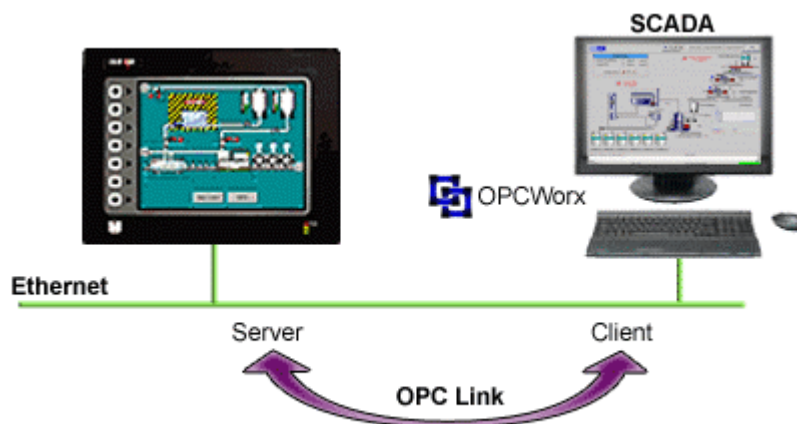 SCADA
OPCWorx
Ethernet
Server
Client
OPC Link